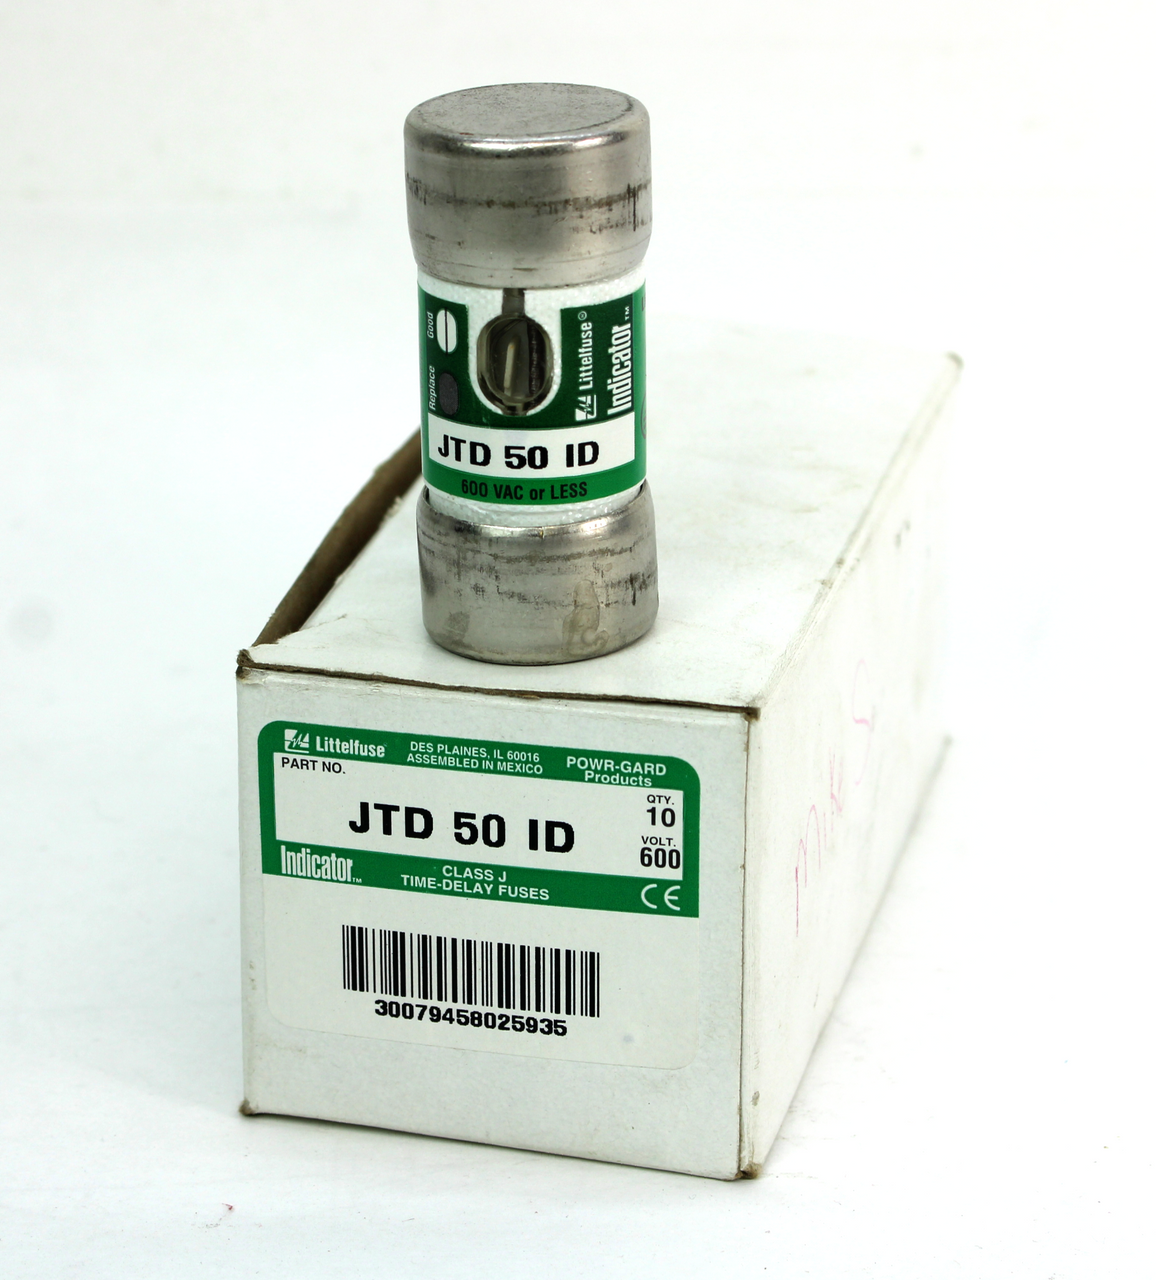 Good
Replace
Littelfuse®
Indicator™
JTD 50 ID
600 VAC or LESS
Littelfuse
DES PLAINES, IL 60016
ASSEMBLED IN MEXICO
POWR-GARD
Products
PART NO.
JTD 50 ID
QTY.
10
VOLT.
600
Indicator™
CLASS J
TIME-DELAY FUSES
CE
30079458025935
Mike